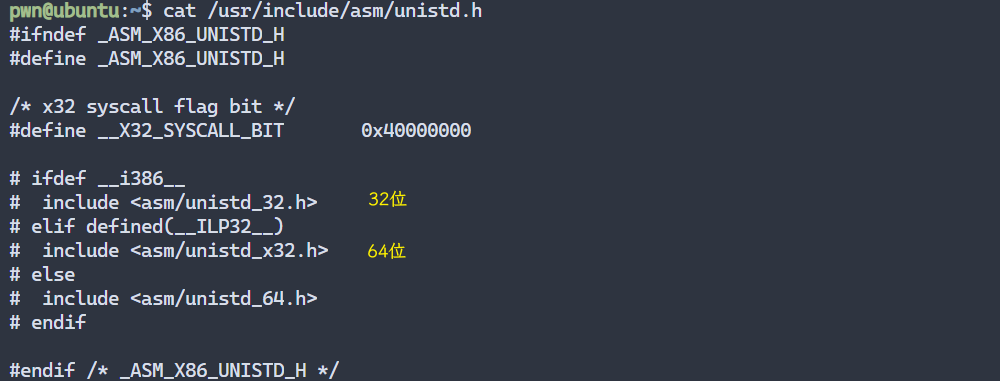 pwn@ubuntu:~$ cat /usr/include/asm/unistd.h
#ifndef _ASM_X86_UNISTD_H
#define _ASM_X86_UNISTD_H
/* x32 syscall flag bit */
#define __X32_SYSCALL_BIT 0x40000000
# ifdef __i386__
# include <asm/unistd_32.h> 32位
# elif defined(__ILP32__)
# include <asm/unistd_x32.h> 64位
# else
# include <asm/unistd_64.h>
# endif
#endif /* _ASM_X86_UNISTD_H */